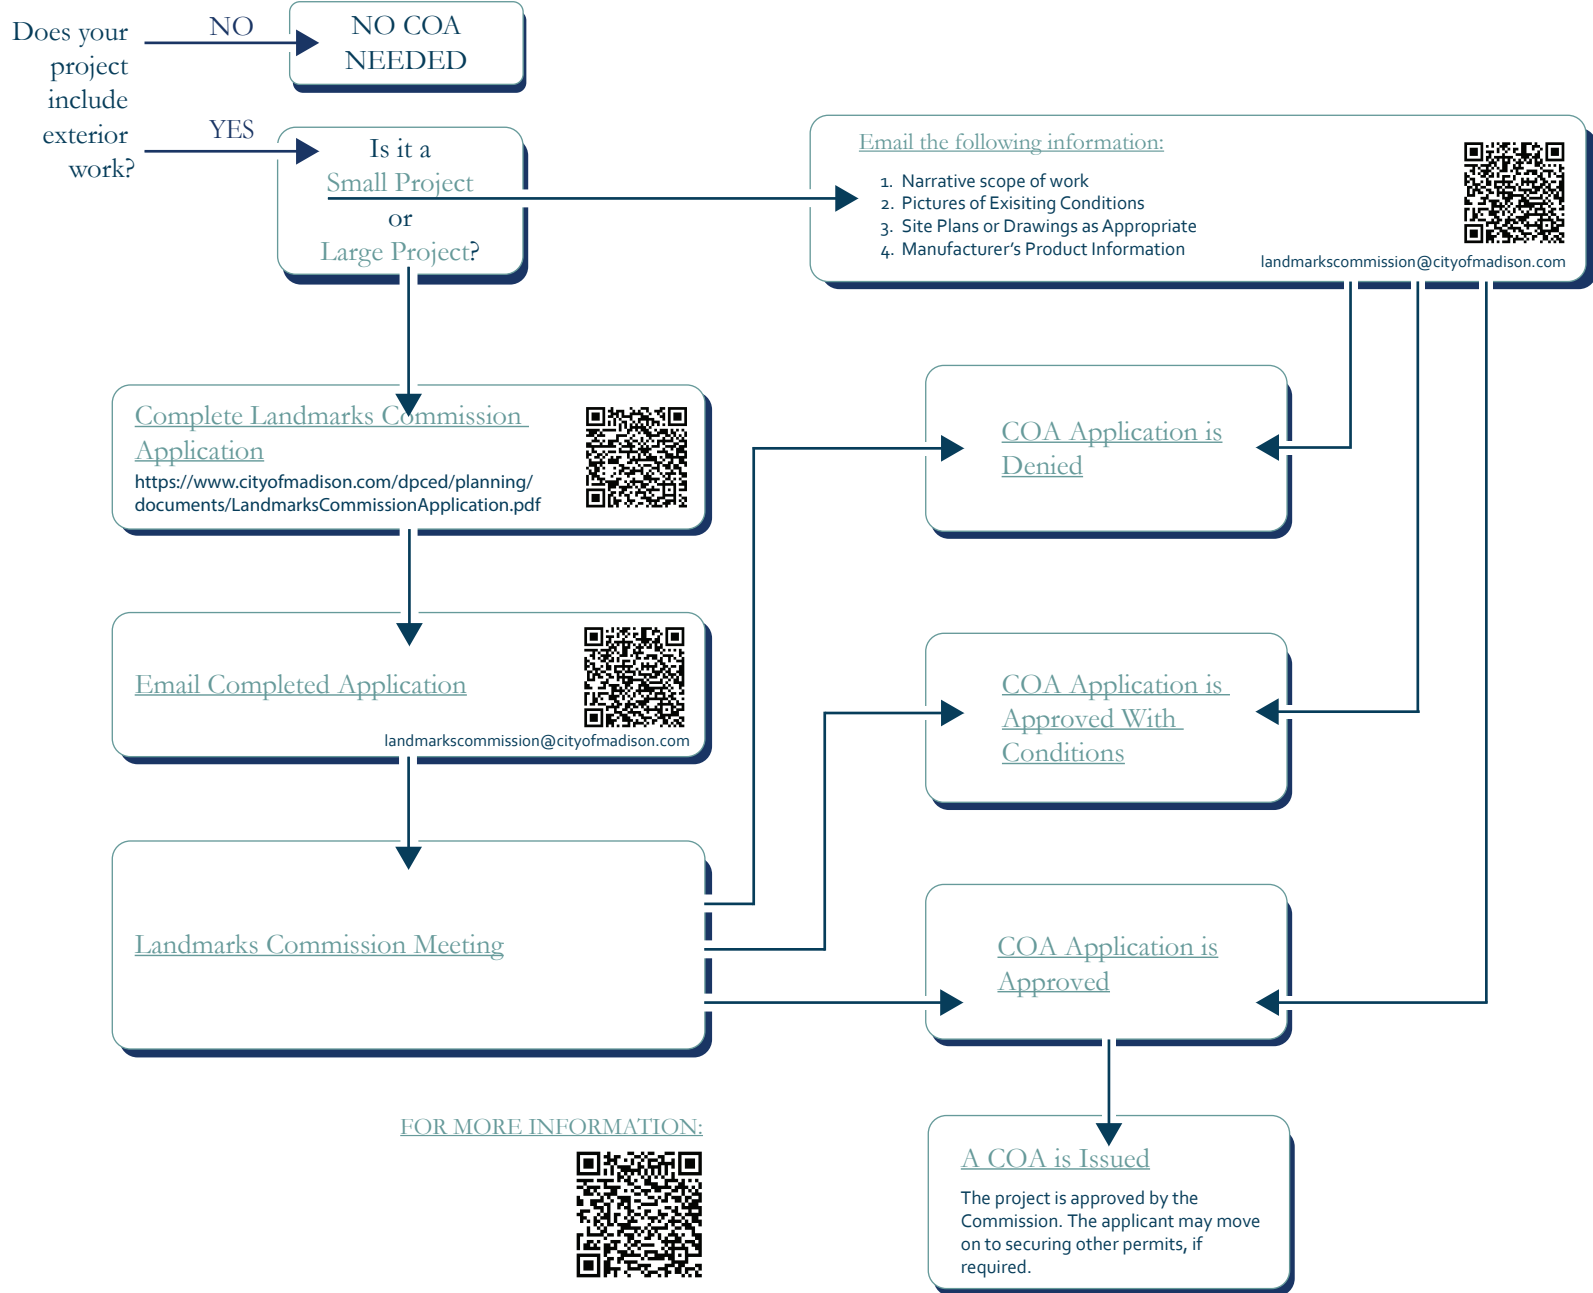 Does your
project
include
exterior
work?
NO
NO COA
NEEDED
YES
Is it a
Small Project
or
Large Project?
Email the following information:
1. Narrative scope of work
2. Pictures of Exisiting Conditions
3. Site Plans or Drawings as Appropriate
4. Manufacturer's Product Information
landmarkscommission@cityofmadison.com
Complete Landmarks Commission
Application
https://www.cityofmadison.com/dpced/planning/
documents/LandmarksCommissionApplication.pdf
COA Application is
Denied
Email Completed Application
landmarkscommission@cityofmadison.com
COA Application is
Approved With
Conditions
Landmarks Commission Meeting
COA Application is
Approved
FOR MORE INFORMATION:
A COA is Issued
The project is approved by the
Commission. The applicant may move
on to securing other permits, if
required.